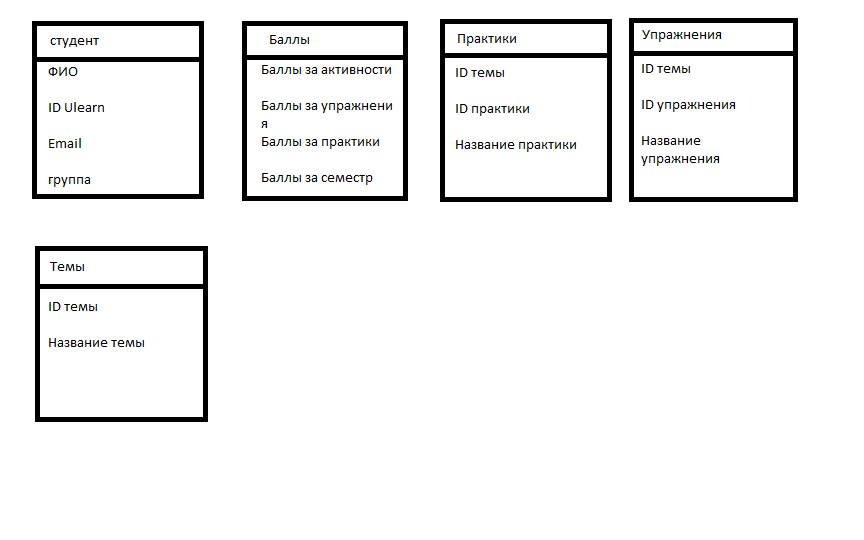 студент
ФИО
ID Ulearn
Email
группа
Баллы
Баллы за активности
Баллы за упражнени
я
Баллы за практики
Баллы за семестр
Практики
ID темы
ID практики
Название практики
Упражнения
ID темы
ID упражнения
Название
упражнения
Темы
ID темы
Название темы